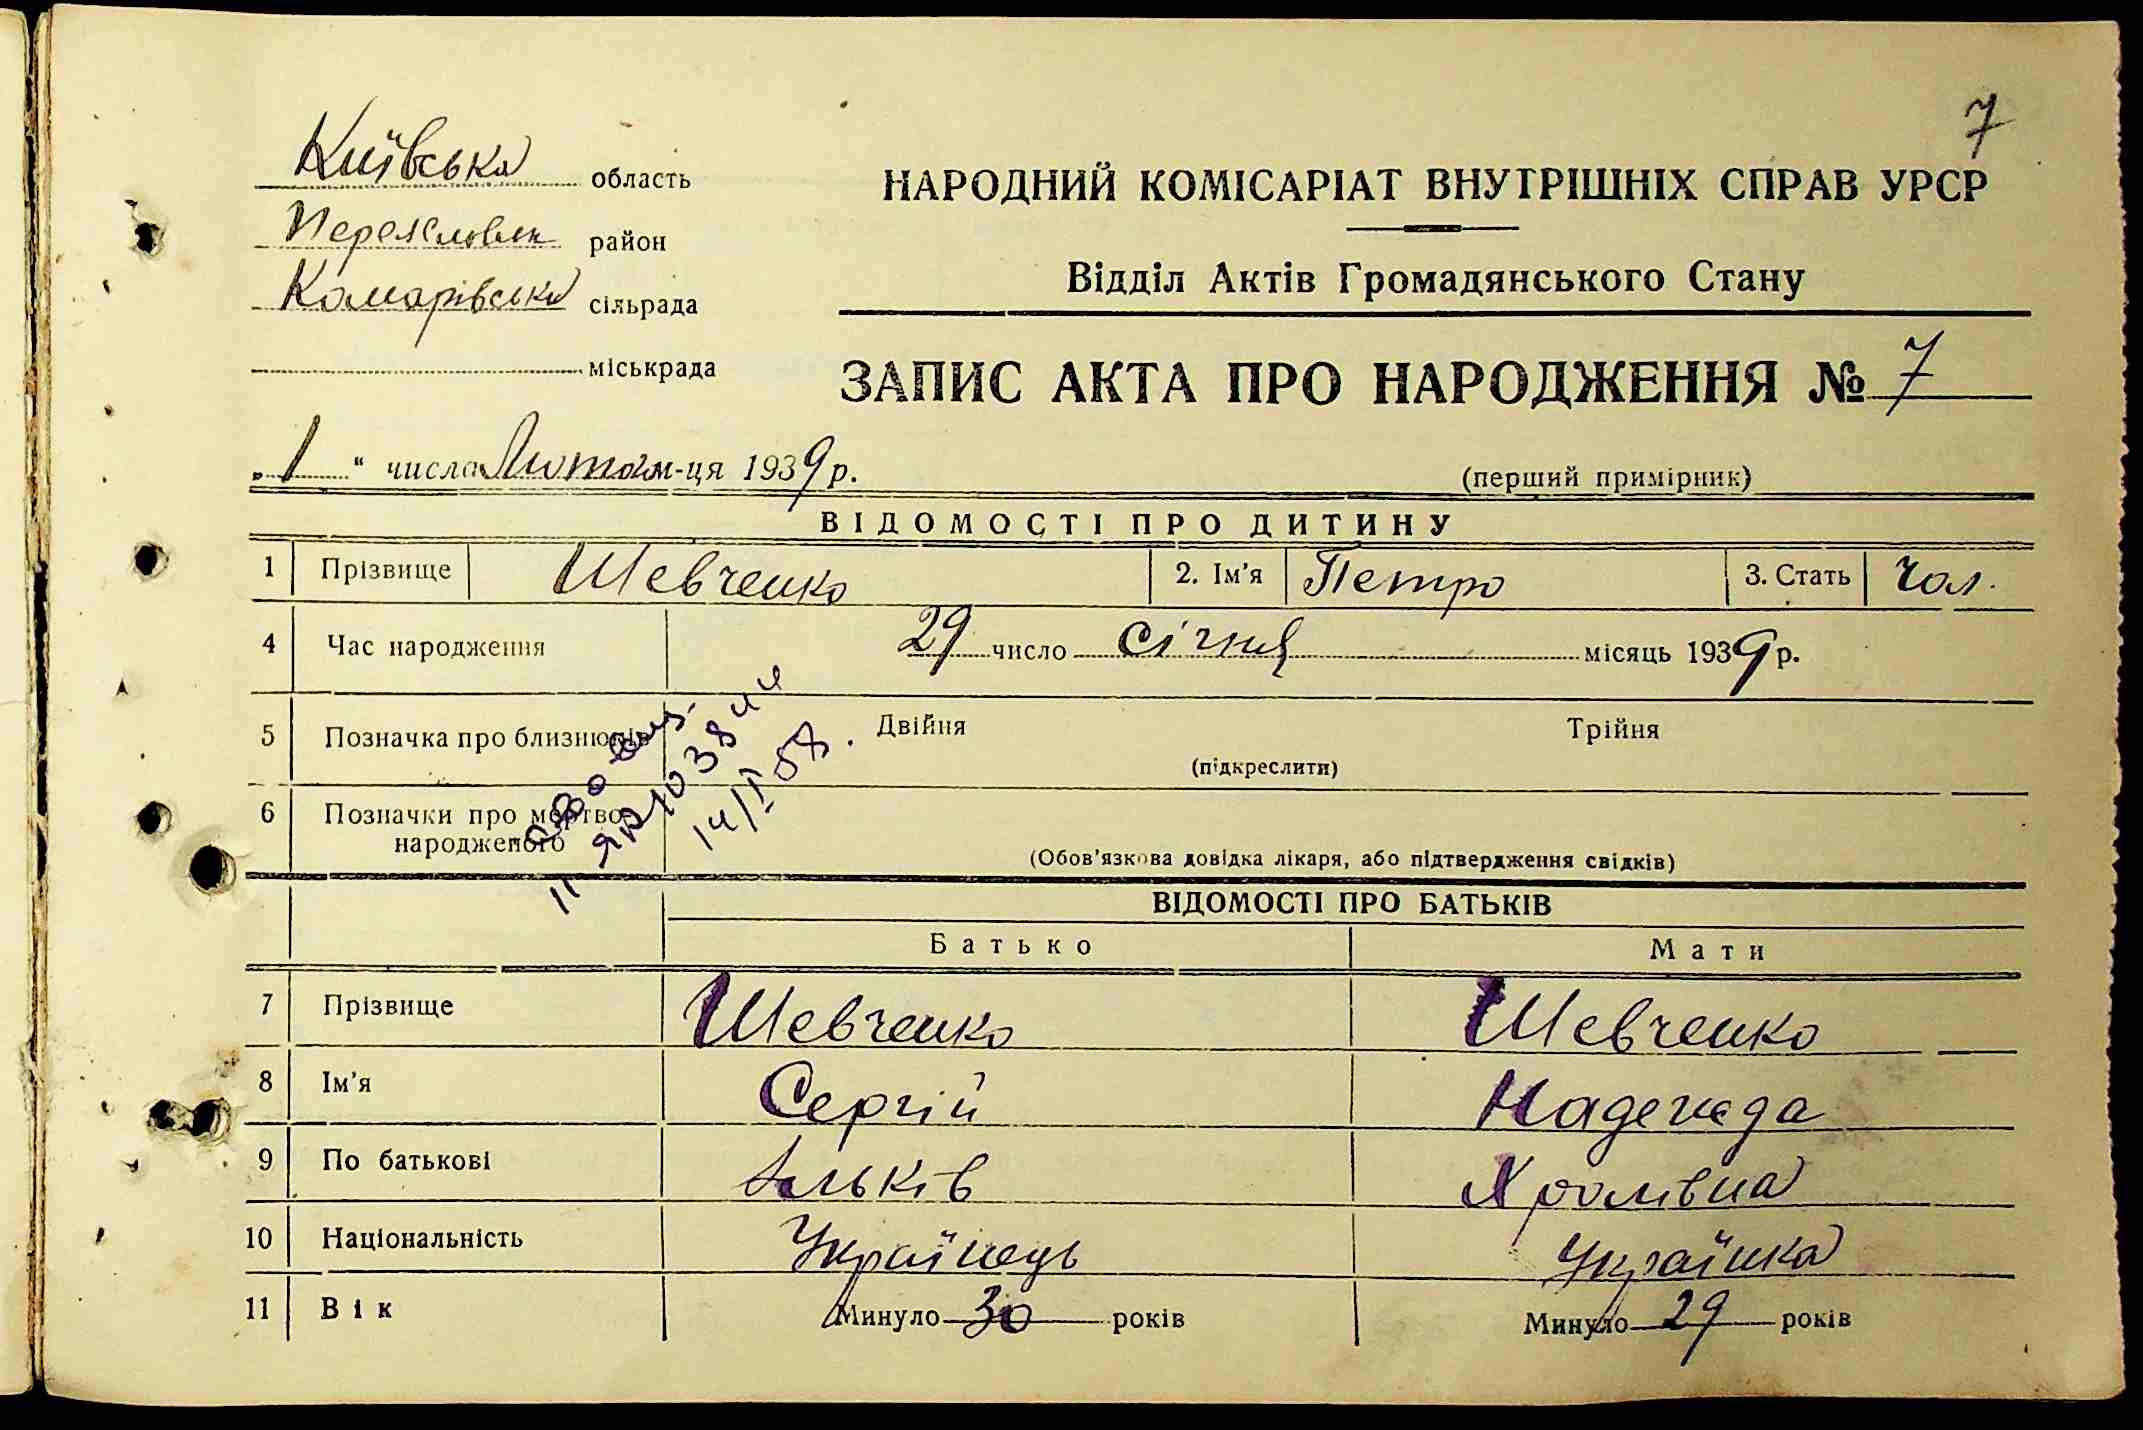 7
Київська область
НАРОДНИЙ КОМІСАРІАТ ВНУТРІШНІХ СПРАВ УРСР
район
Відділ Актів Громадянського Стану
Комарівська сільрада
міськрада
ЗАПИС АКТА ПРО НАРОДЖЕННЯ № 7
„1“ числа Лютого м-ця 1939 р.
(перший примірник)
ВІДОМОСТІ ПРО ДИТИНУ
1 Прізвище Шевченко 2. Ім'я Петро 3. Стать Чол.
4 Час народження 29 число січня місяць 1939 р.
5 Позначка про близнюків Двійня Трійня
(підкреслити)
6 Позначки про мертво-
народженого
(Обов'язкова довідка лікаря, або підтвердження свідків)
14/I 58.
ВІДОМОСТІ ПРО БАТЬКІВ
Батько Мати
7 Прізвище Шевченко Шевченко
8 Ім'я Сергій Надежда
9 По батькові Ільків
10 Національність Українець Українка
11 Вік Минуло 30 років Минуло 29 років